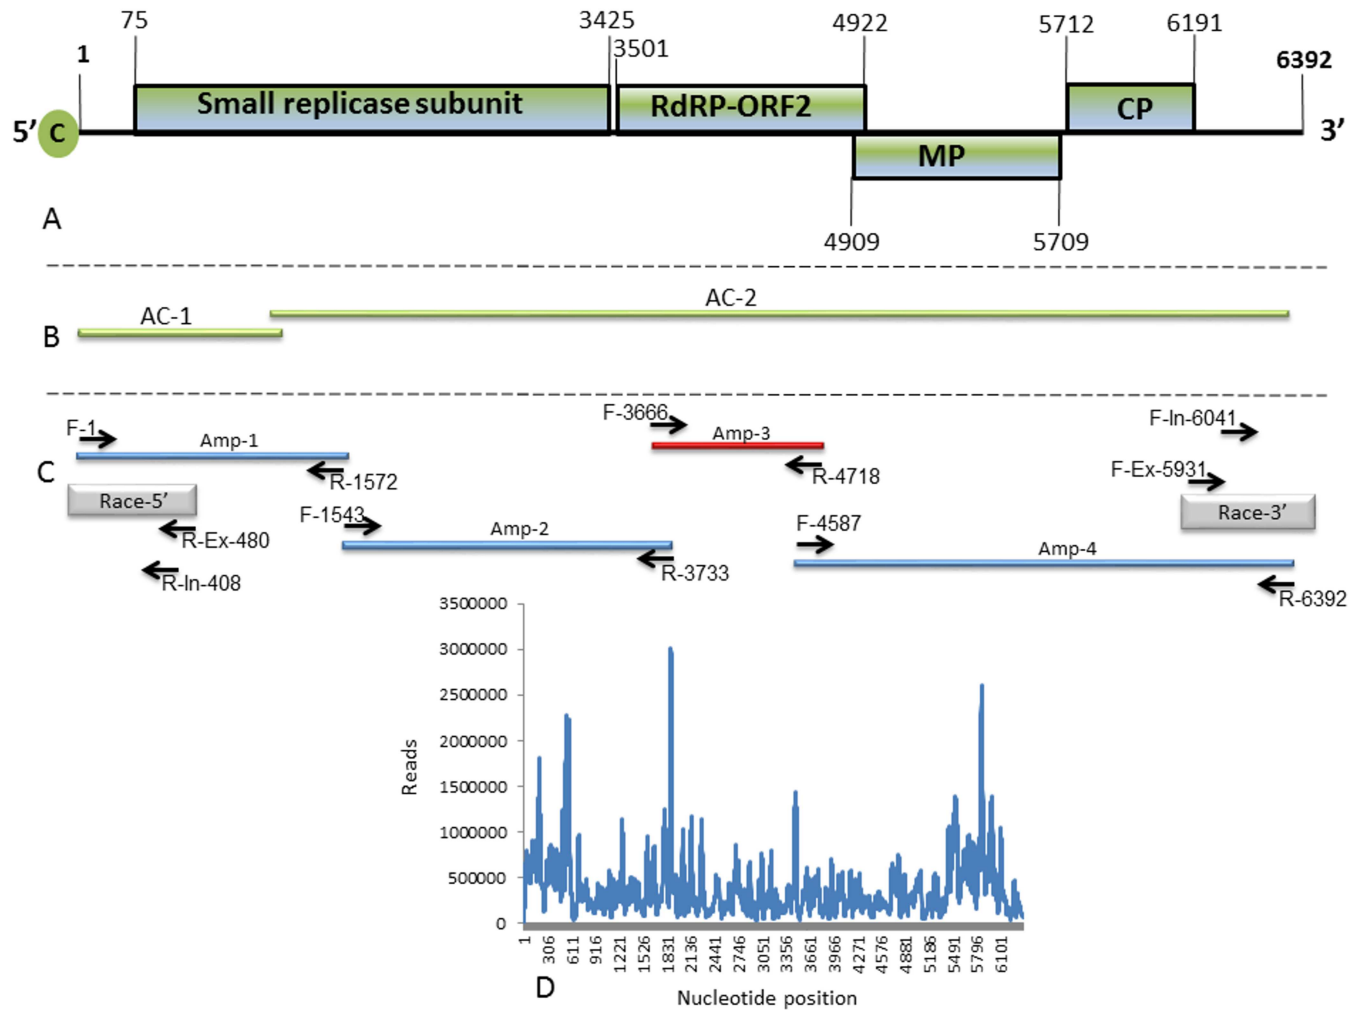 75
3425
4922
5712
6191
1
3501
6392
Small replicase subunit
RdRP-ORF2
CP
5’
C
3’
MP
A
4909
5709
AC-2
AC-1
B
F-3666
F-In-6041
F-1
Amp-1
Amp-3
C
R-1572
R-4718
F-Ex-5931
Race-5’
F-1543
F-4587
Race-3’
R-Ex-480
Amp-2
Amp-4
R-In-408
R-3733
R-6392
3500000
3000000
2500000
2000000
1500000
1000000
500000
0
Reads
1 306 611 916 1221 1526 1831 2136 2441 2746 3051 3356 3661 3966 4271 4576 4881 5186 5491 5796 6101
D
Nucleotide position